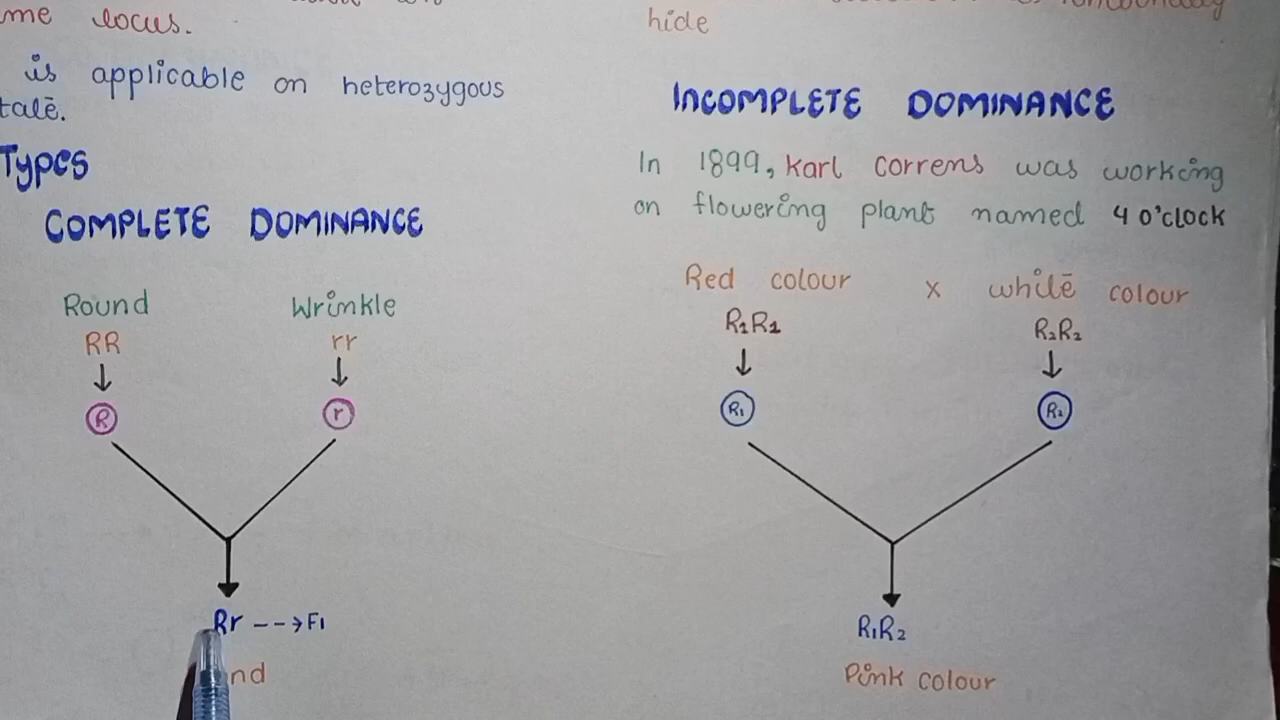 me locus.
is applicable on heterozygous
tatē.
Types
COMPLETE DOMINANCE
Round Wrinkle
RR rr
R r
Rr --→F1
nd
hide
INCOMPLETE DOMINANCE
In 1899, Karl Correns was working
on flowering plant named 4 o'clock
Red colour x whitē colour
R1R1 R2R2
R1 R2
R1R2
Pink colour